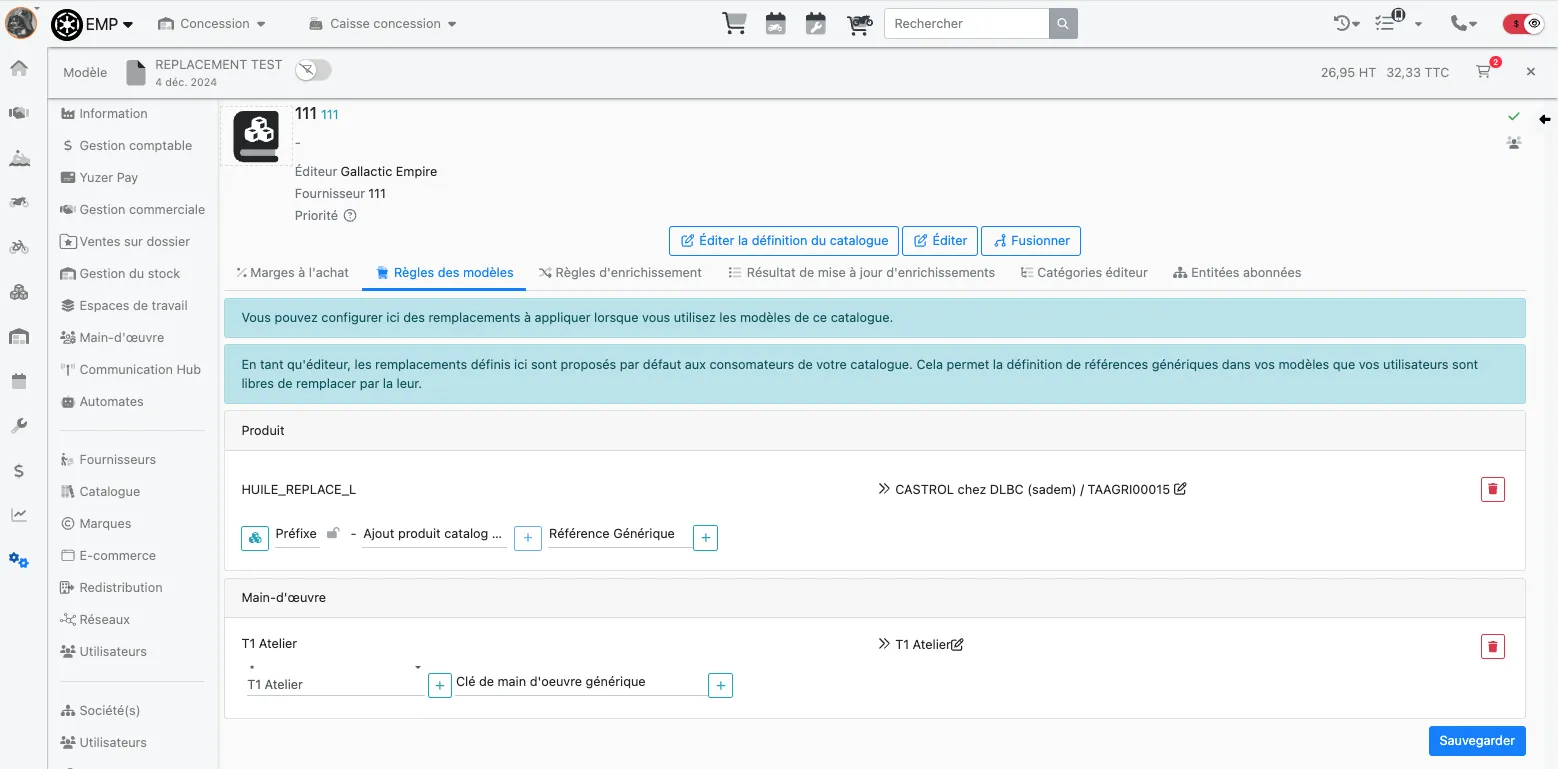 EMP
Concession
Caisse concession
Rechercher
$
Modèle
REPLACEMENT TEST
4 déc. 2024
26,95 HT 32,33 TTC
2
Information
Gestion comptable
Yuzer Pay
Gestion commerciale
Ventes sur dossier
Gestion du stock
Espaces de travail
Main-d'œuvre
Communication Hub
Automates
Fournisseurs
Catalogue
Marques
E-commerce
Redistribution
Réseaux
Utilisateurs
Société(s)
Utilisateurs
111 111
-
Éditeur Gallactic Empire
Fournisseur 111
Priorité
Éditer la définition du catalogue
Éditer
Fusionner
Marges à l'achat
Règles des modèles
Règles d'enrichissement
Résultat de mise à jour d'enrichissements
Catégories éditeur
Entitées abonnées
Vous pouvez configurer ici des remplacements à appliquer lorsque vous utilisez les modèles de ce catalogue.
En tant qu'éditeur, les remplacements définis ici sont proposés par défaut aux consomateurs de votre catalogue. Cela permet la définition de références génériques dans vos modèles que vos utilisateurs sont
libres de remplacer par la leur.
Produit
HUILE_REPLACE_L
CASTROL chez DLBC (sadem) / TAAGRI00015
Préfixe - Ajout produit catalog ... + Référence Générique +
Main-d'œuvre
T1 Atelier
T1 Atelier
*
T1 Atelier + Clé de main d'oeuvre générique +
Sauvegarder